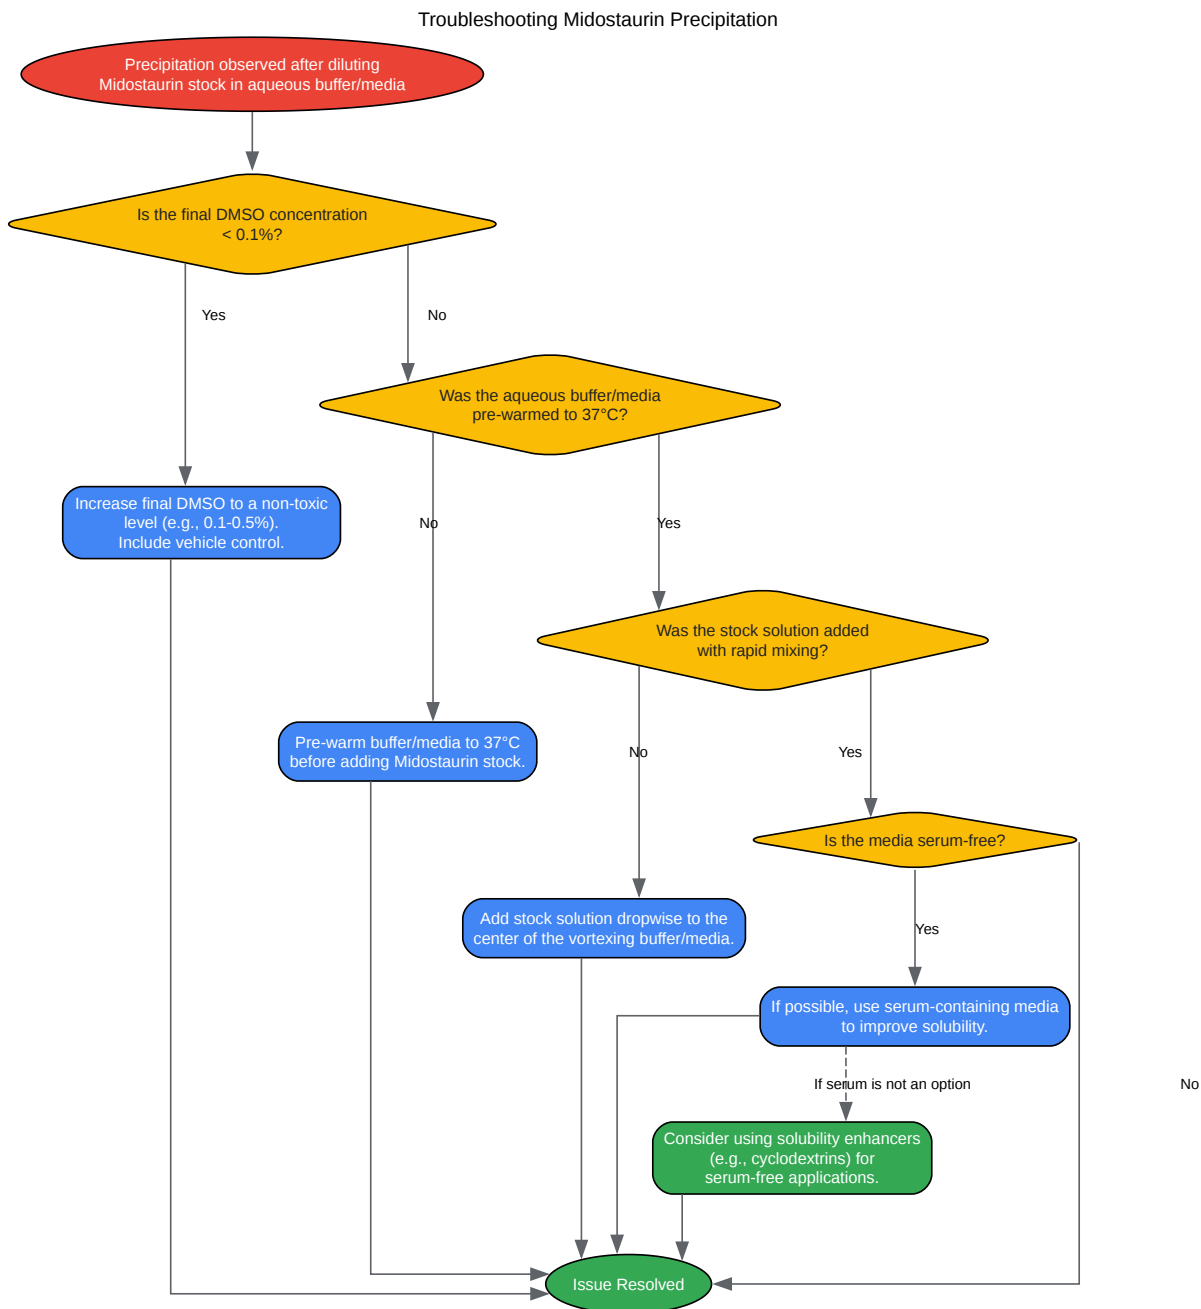 Troubleshooting Midostaurin Precipitation
Precipitation observed after diluting
Midostaurin stock in aqueous buffer/media
Is the final DMSO concentration
< 0.1%?
Yes
No
Was the aqueous buffer/media
pre-warmed to 37°C?
Increase final DMSO to a non-toxic
level (e.g., 0.1-0.5%).
Include vehicle control.
No
Yes
Was the stock solution added
with rapid mixing?
Pre-warm buffer/media to 37°C
before adding Midostaurin stock.
No
Yes
Is the media serum-free?
Add stock solution dropwise to the
center of the vortexing buffer/media.
Yes
If possible, use serum-containing media
to improve solubility.
If serum is not an option
No
Consider using solubility enhancers
(e.g., cyclodextrins) for
serum-free applications.
Issue Resolved